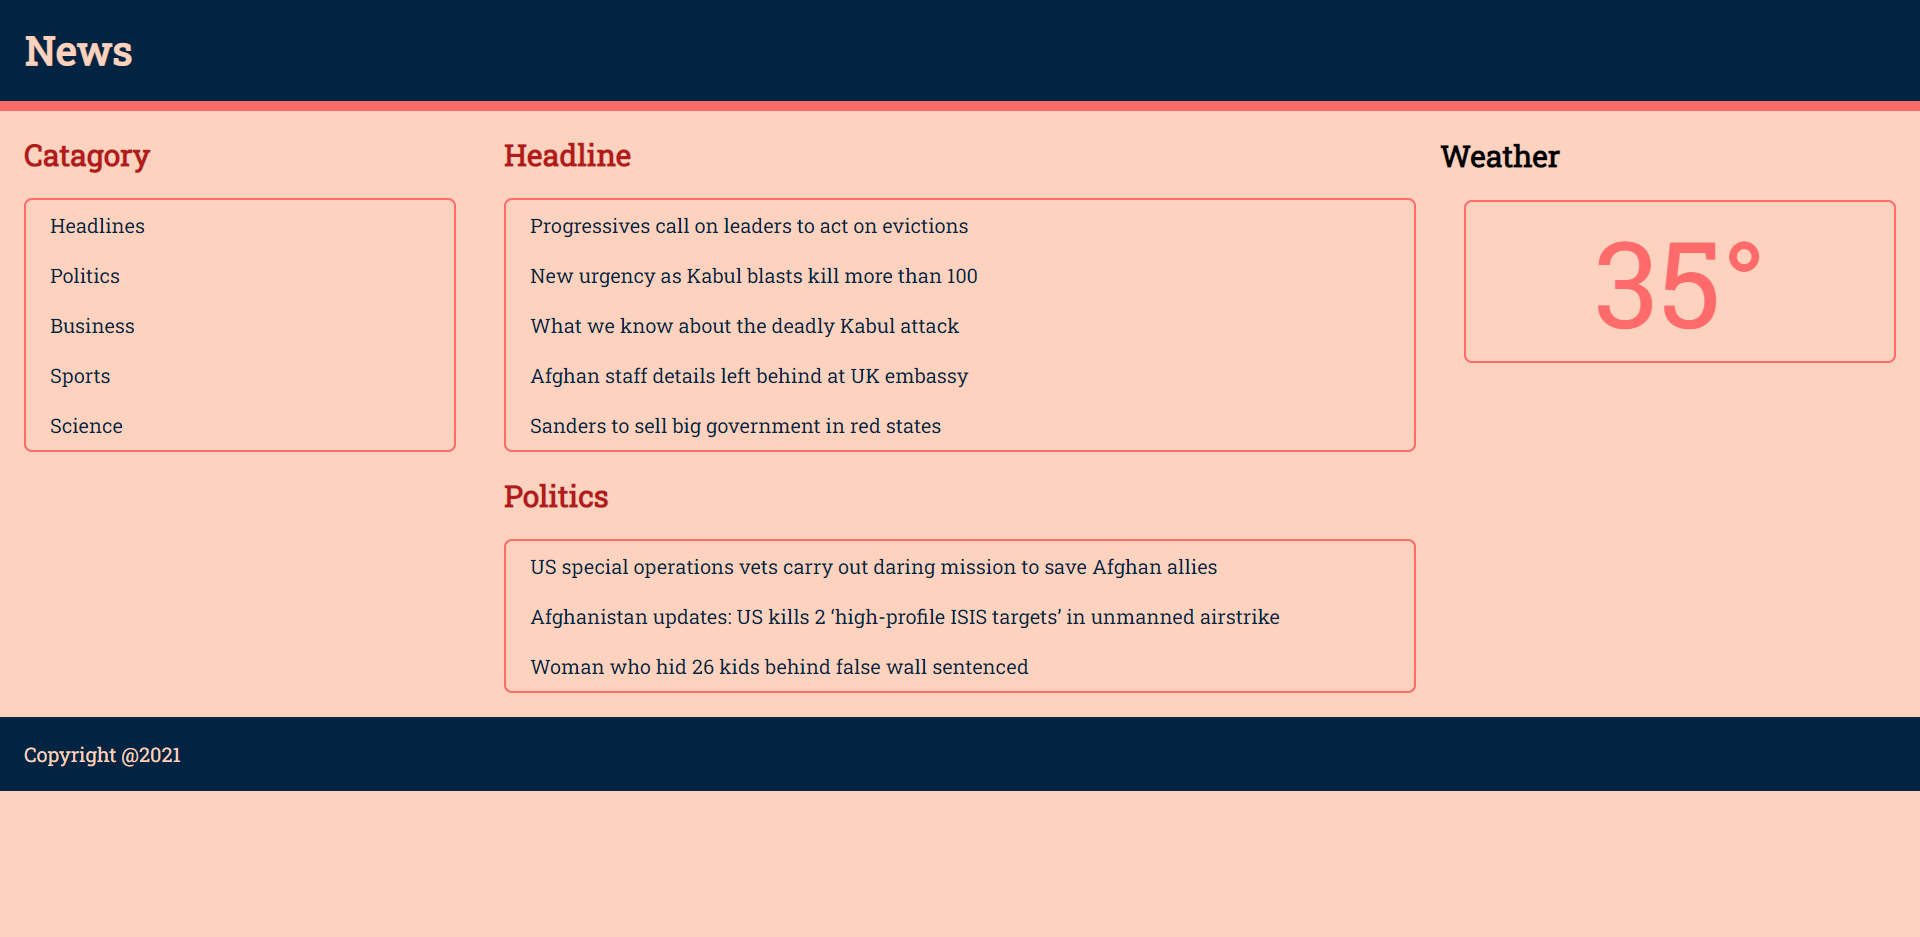 News
Catagory
Headlines
Politics
Business
Sports
Science
Headline
Progressives call on leaders to act on evictions
New urgency as Kabul blasts kill more than 100
What we know about the deadly Kabul attack
Afghan staff details left behind at UK embassy
Sanders to sell big government in red states
Politics
US special operations vets carry out daring mission to save Afghan allies
Afghanistan updates: US kills 2 ‘high-profile ISIS targets’ in unmanned airstrike
Woman who hid 26 kids behind false wall sentenced
Weather
35°
Copyright @2021